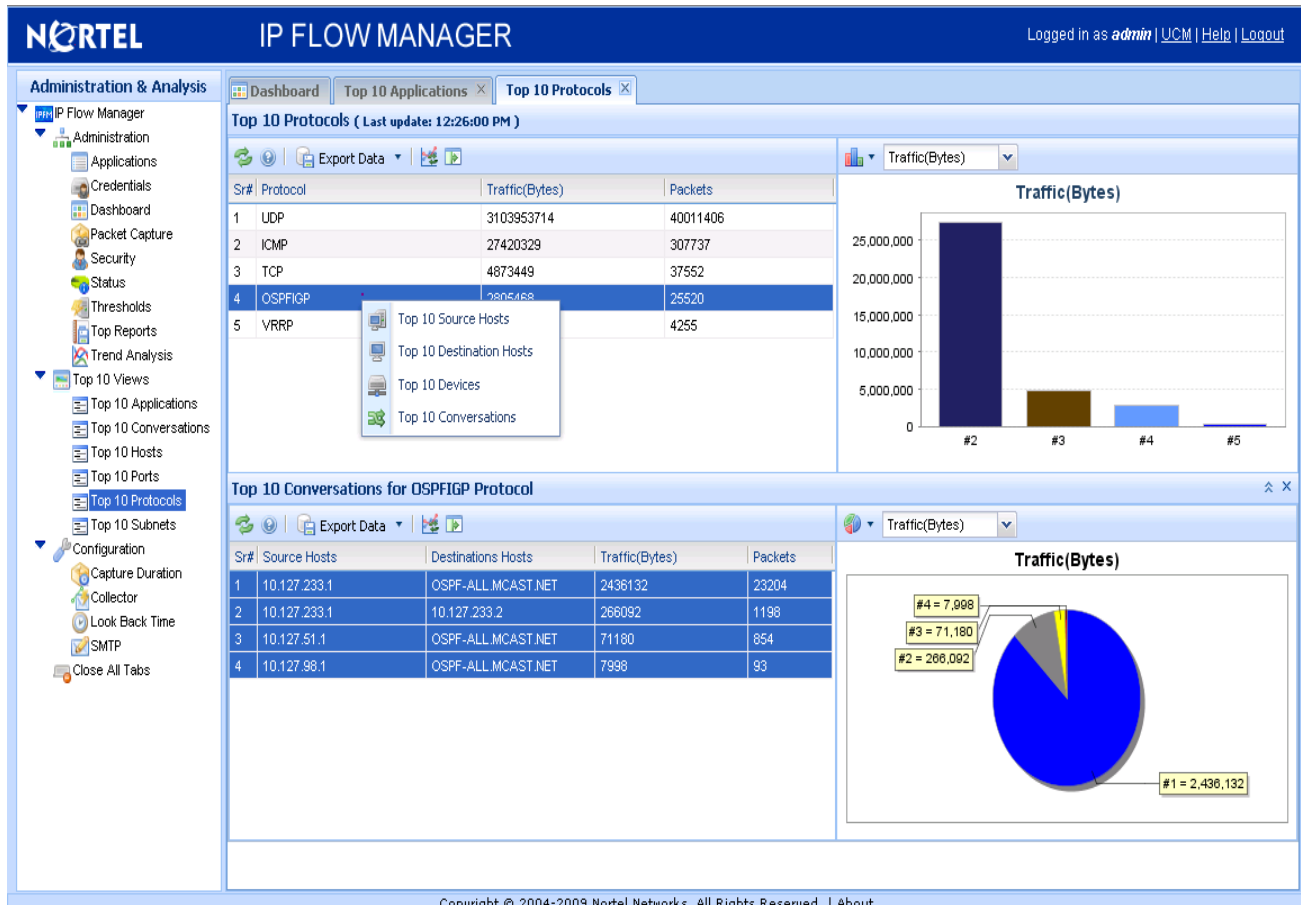 NORTEL IP FLOW MANAGER Logged in as admin | UCM | Help | Logout
Administration & Analysis
IPFM IP Flow Manager
Administration
Applications
Credentials
Dashboard
Packet Capture
Security
Status
Thresholds
Top Reports
Trend Analysis
Top 10 Views
Top 10 Applications
Top 10 Conversations
Top 10 Hosts
Top 10 Ports
Top 10 Protocols
Top 10 Subnets
Configuration
Capture Duration
Collector
Look Back Time
SMTP
Close All Tabs
Dashboard Top 10 Applications Top 10 Protocols
Top 10 Protocols ( Last update: 12:26:00 PM )
Export Data
Sr# Protocol Traffic(Bytes) Packets
1 UDP 3103953714 40011406
2 ICMP 27420329 307737
3 TCP 4873449 37552
4 OSPFIGP 2805468 25520
5 VRRP 4255
Top 10 Source Hosts
Top 10 Destination Hosts
Top 10 Devices
Top 10 Conversations
Traffic(Bytes)
Traffic(Bytes)
25,000,000
20,000,000
15,000,000
10,000,000
5,000,000
0
#2 #3 #4 #5
Top 10 Conversations for OSPFIGP Protocol
Export Data
Sr# Source Hosts Destinations Hosts Traffic(Bytes) Packets
1 10.127.233.1 OSPF-ALL.MCAST.NET 2436132 23204
2 10.127.233.1 10.127.233.2 266092 1198
3 10.127.51.1 OSPF-ALL.MCAST.NET 71180 854
4 10.127.98.1 OSPF-ALL.MCAST.NET 7998 93
Traffic(Bytes)
Traffic(Bytes)
#4 = 7,998
#3 = 71,180
#2 = 266,092
#1 = 2,436,132
Copyright © 2004-2009 Nortel Networks. All Rights Reserved. | About